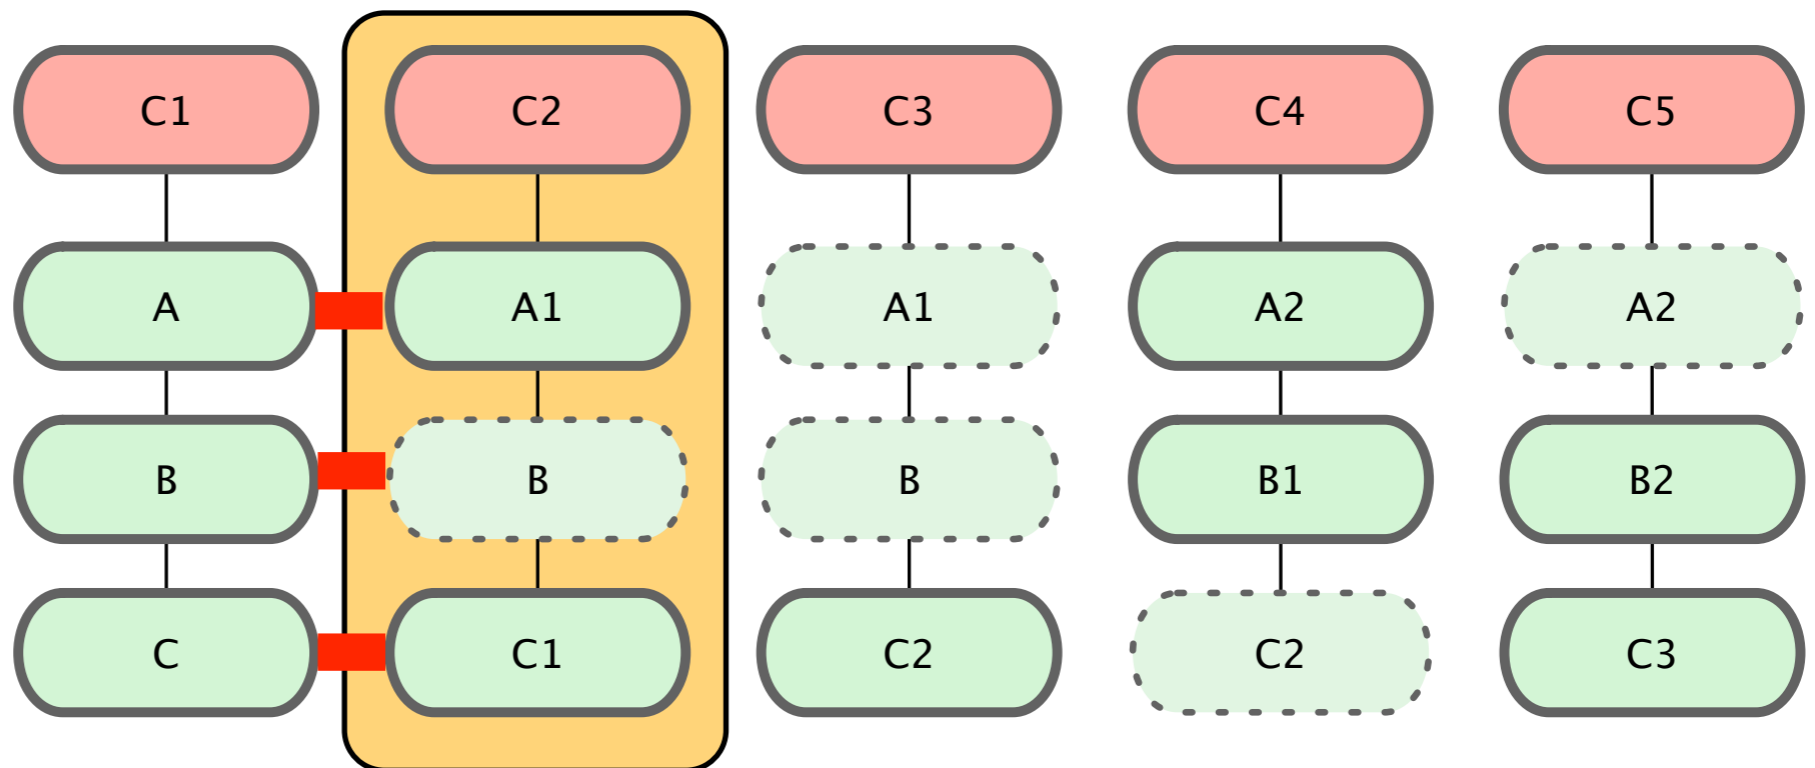 C1 C2 C3 C4 C5
A A1 A1 A2 A2
B B B B1 B2
C C1 C2 C2 C3